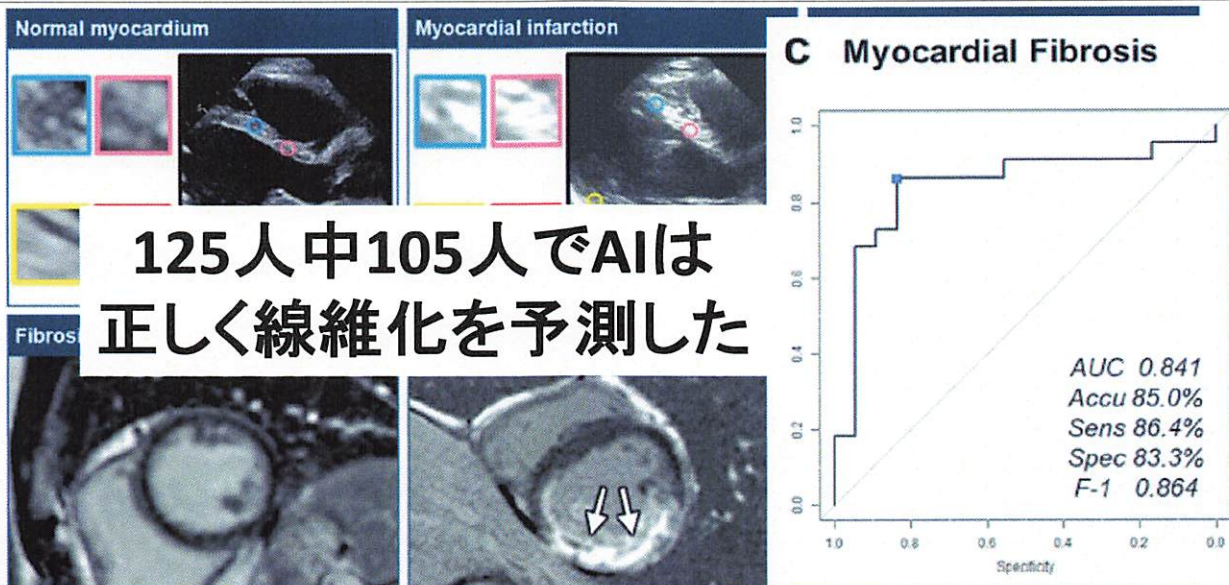 Normal myocardium
Myocardial infarction
C Myocardial Fibrosis
125人中105人でAIは
正しく線維化を予測した
AUC 0.841
Accu 85.0%
Sens 86.4%
Spec 83.3%
F-1 0.864
1.0
0.8
0.6
0.4
0.2
0.0
1.0 0.8 0.6 0.4 0.2 0.0
Specificity